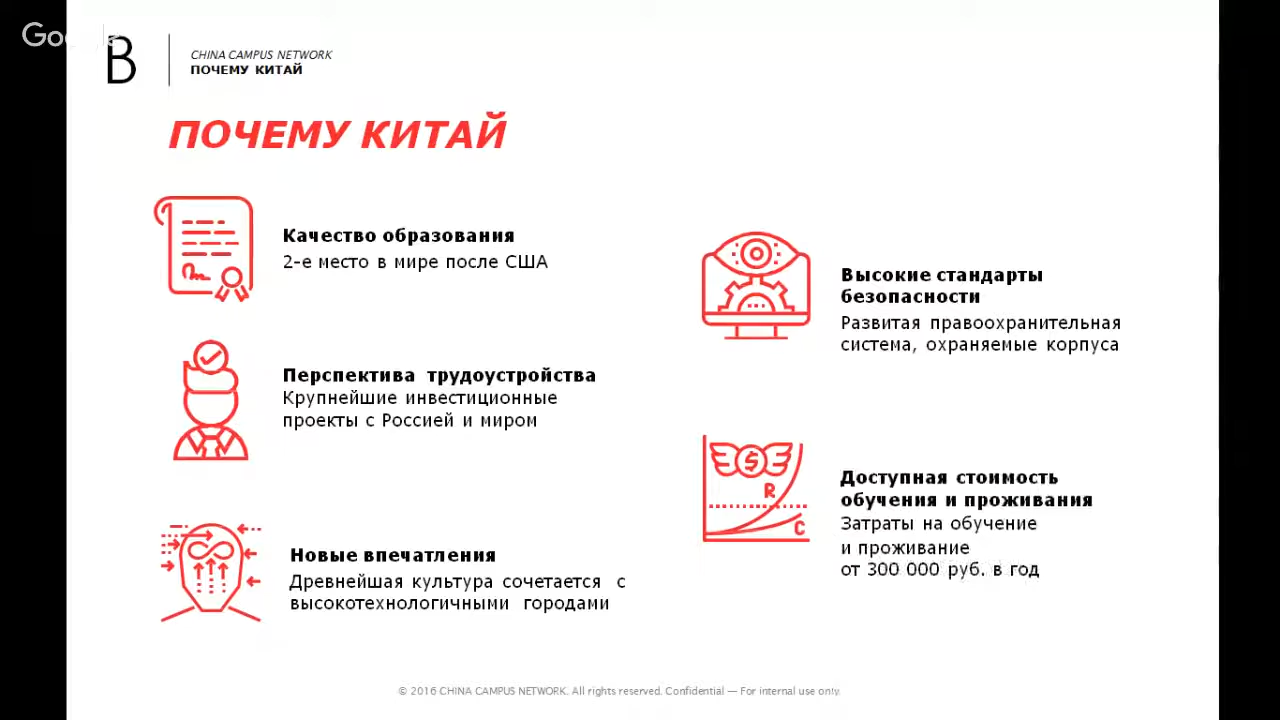 Google
B
CHINA CAMPUS NETWORK
ПОЧЕМУ КИТАЙ
ПОЧЕМУ КИТАЙ
Качество образования
2-е место в мире после США
Перспектива трудоустройства
Крупнейшие инвестиционные
проекты с Россией и миром
Новые впечатления
Древнейшая культура сочетается с
высокотехнологичными городами
Высокие стандарты
безопасности
Развитая правоохранительная
система, охраняемые корпуса
$
R
C
Доступная стоимость
обучения и проживания
Затраты на обучение
и проживание
от 300 000 руб. в год
© 2016 CHINA CAMPUS NETWORK. All rights reserved. Confidential — For internal use only.